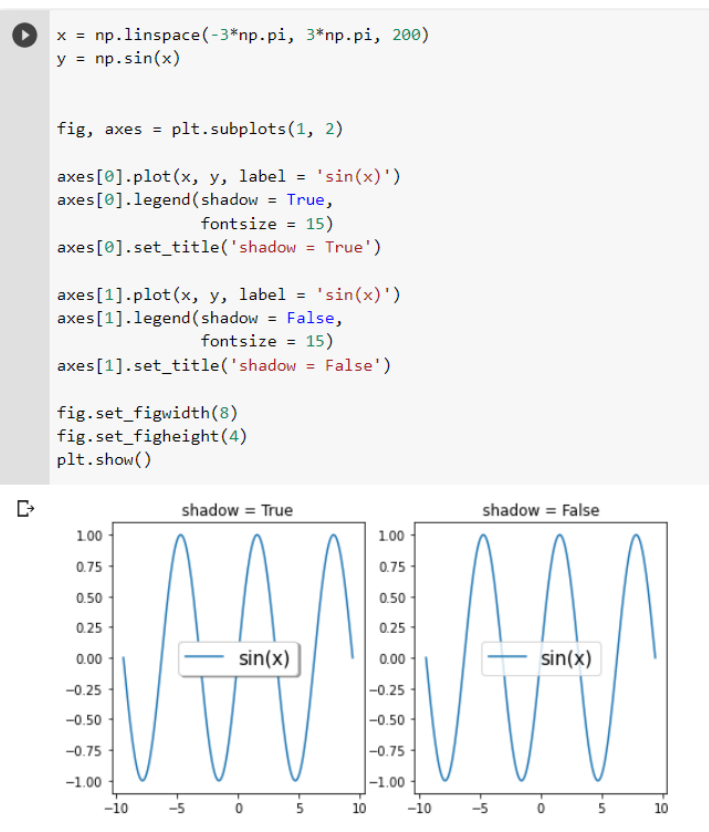 x = np.linspace(-3*np.pi, 3*np.pi, 200)
y = np.sin(x)
fig, axes = plt.subplots(1, 2)
axes[0].plot(x, y, label = 'sin(x)')
axes[0].legend(shadow = True,
fontsize = 15)
axes[0].set_title('shadow = True')
axes[1].plot(x, y, label = 'sin(x)')
axes[1].legend(shadow = False,
fontsize = 15)
axes[1].set_title('shadow = False')
fig.set_figwidth(8)
fig.set_figheight(4)
plt.show()
shadow = True
1.00
0.75
0.50
0.25
0.00
−0.25
−0.50
−0.75
−1.00
sin(x)
−10 −5 0 5 10
shadow = False
1.00
0.75
0.50
0.25
0.00
−0.25
−0.50
−0.75
−1.00
sin(x)
−10 −5 0 5 10